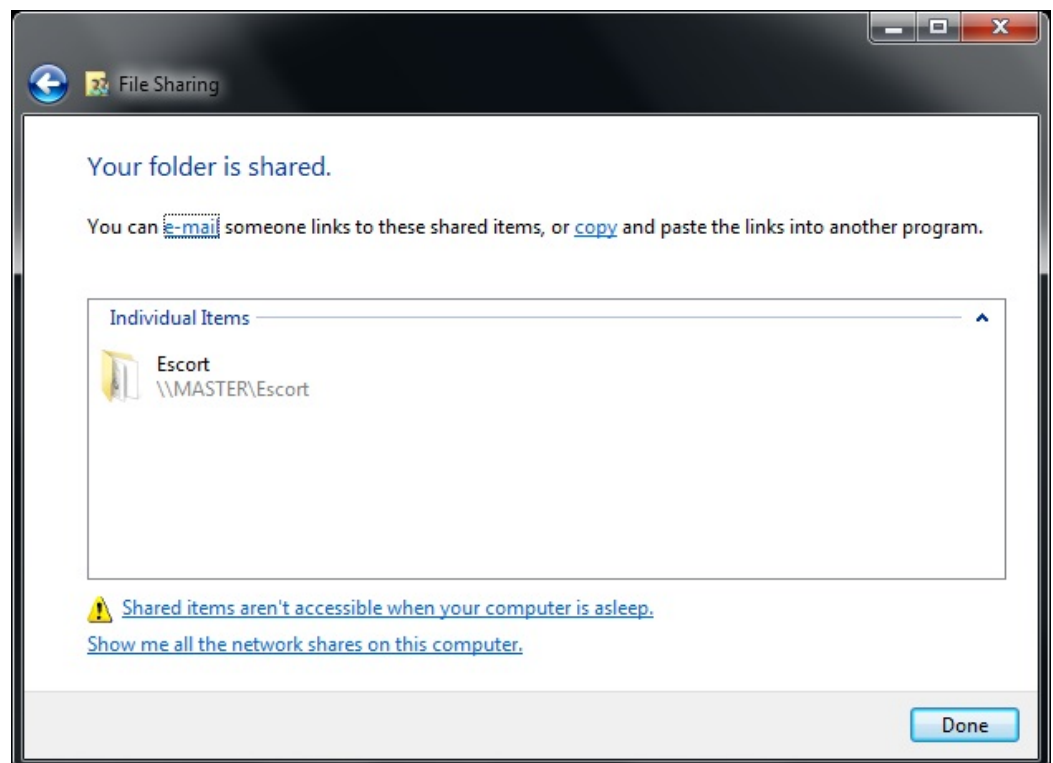 File Sharing
Your folder is shared.
You can e-mail someone links to these shared items, or copy and paste the links into another program.
Individual Items
Escort
\\MASTER\Escort
Shared items aren't accessible when your computer is asleep.
Show me all the network shares on this computer.
Done